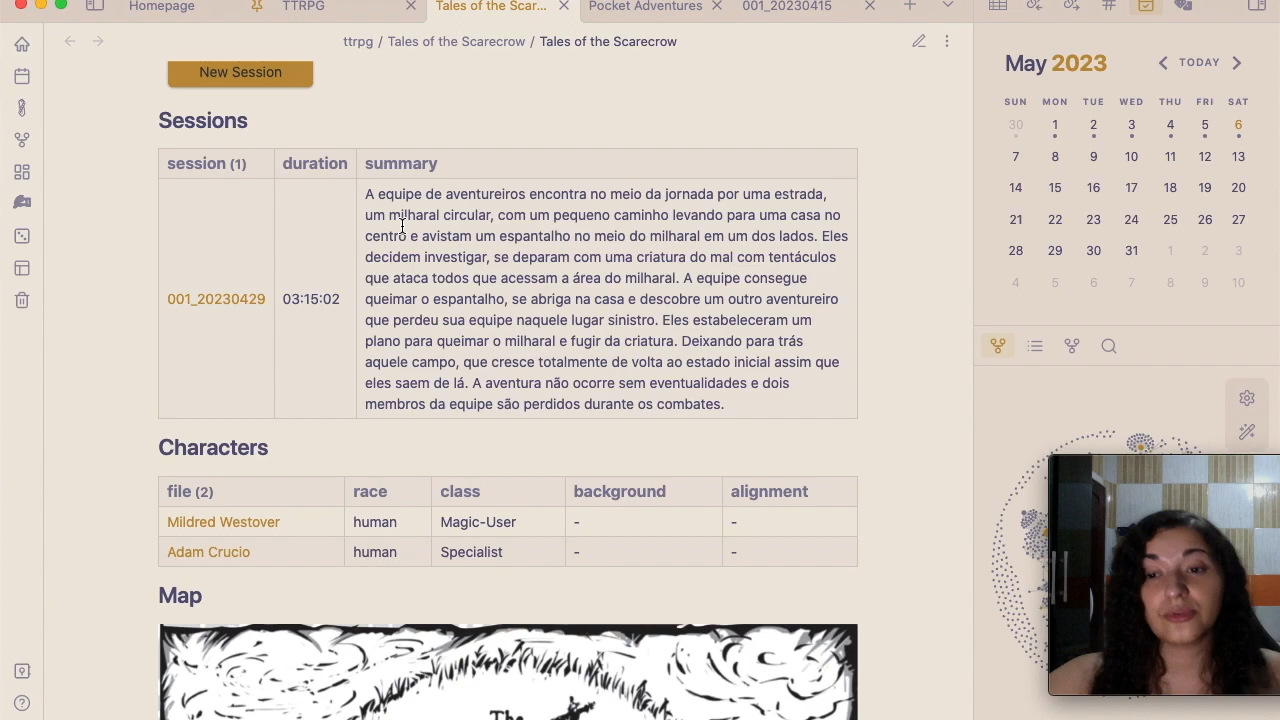 Homepage
TTRPG
Tales of the Scar...
Pocket Adventures
001_20230415
ttrpg / Tales of the Scarecrow / Tales of the Scarecrow
New Session
Sessions
session (1) duration summary
A equipe de aventureiros encontra no meio da jornada por uma estrada,
um milharal circular, com um pequeno caminho levando para uma casa no
centro e avistam um espantalho no meio do milharal em um dos lados. Eles
decidem investigar, se deparam com uma criatura do mal com tentáculos
que ataca todos que acessam a área do milharal. A equipe consegue
queimar o espantalho, se abriga na casa e descobre um outro aventureiro
que perdeu sua equipe naquele lugar sinistro. Eles estabeleceram um
plano para queimar o milharal e fugir da criatura. Deixando para trás
aquele campo, que cresce totalmente de volta ao estado inicial assim que
eles saem de lá. A aventura não ocorre sem eventualidades e dois
membros da equipe são perdidos durante os combates.
001_20230429 03:15:02
Characters
file (2) race class background alignment
Mildred Westover human Magic-User - -
Adam Crucio human Specialist - -
Map
The
May 2023
TODAY
SUN MON TUE WED THU FRI SAT
30 1 2 3 4 5 6
7 8 9 10 11 12 13
14 15 16 17 18 19 20
21 22 23 24 25 26 27
28 29 30 31 1 2 3
4 5 6 7 8 9 10